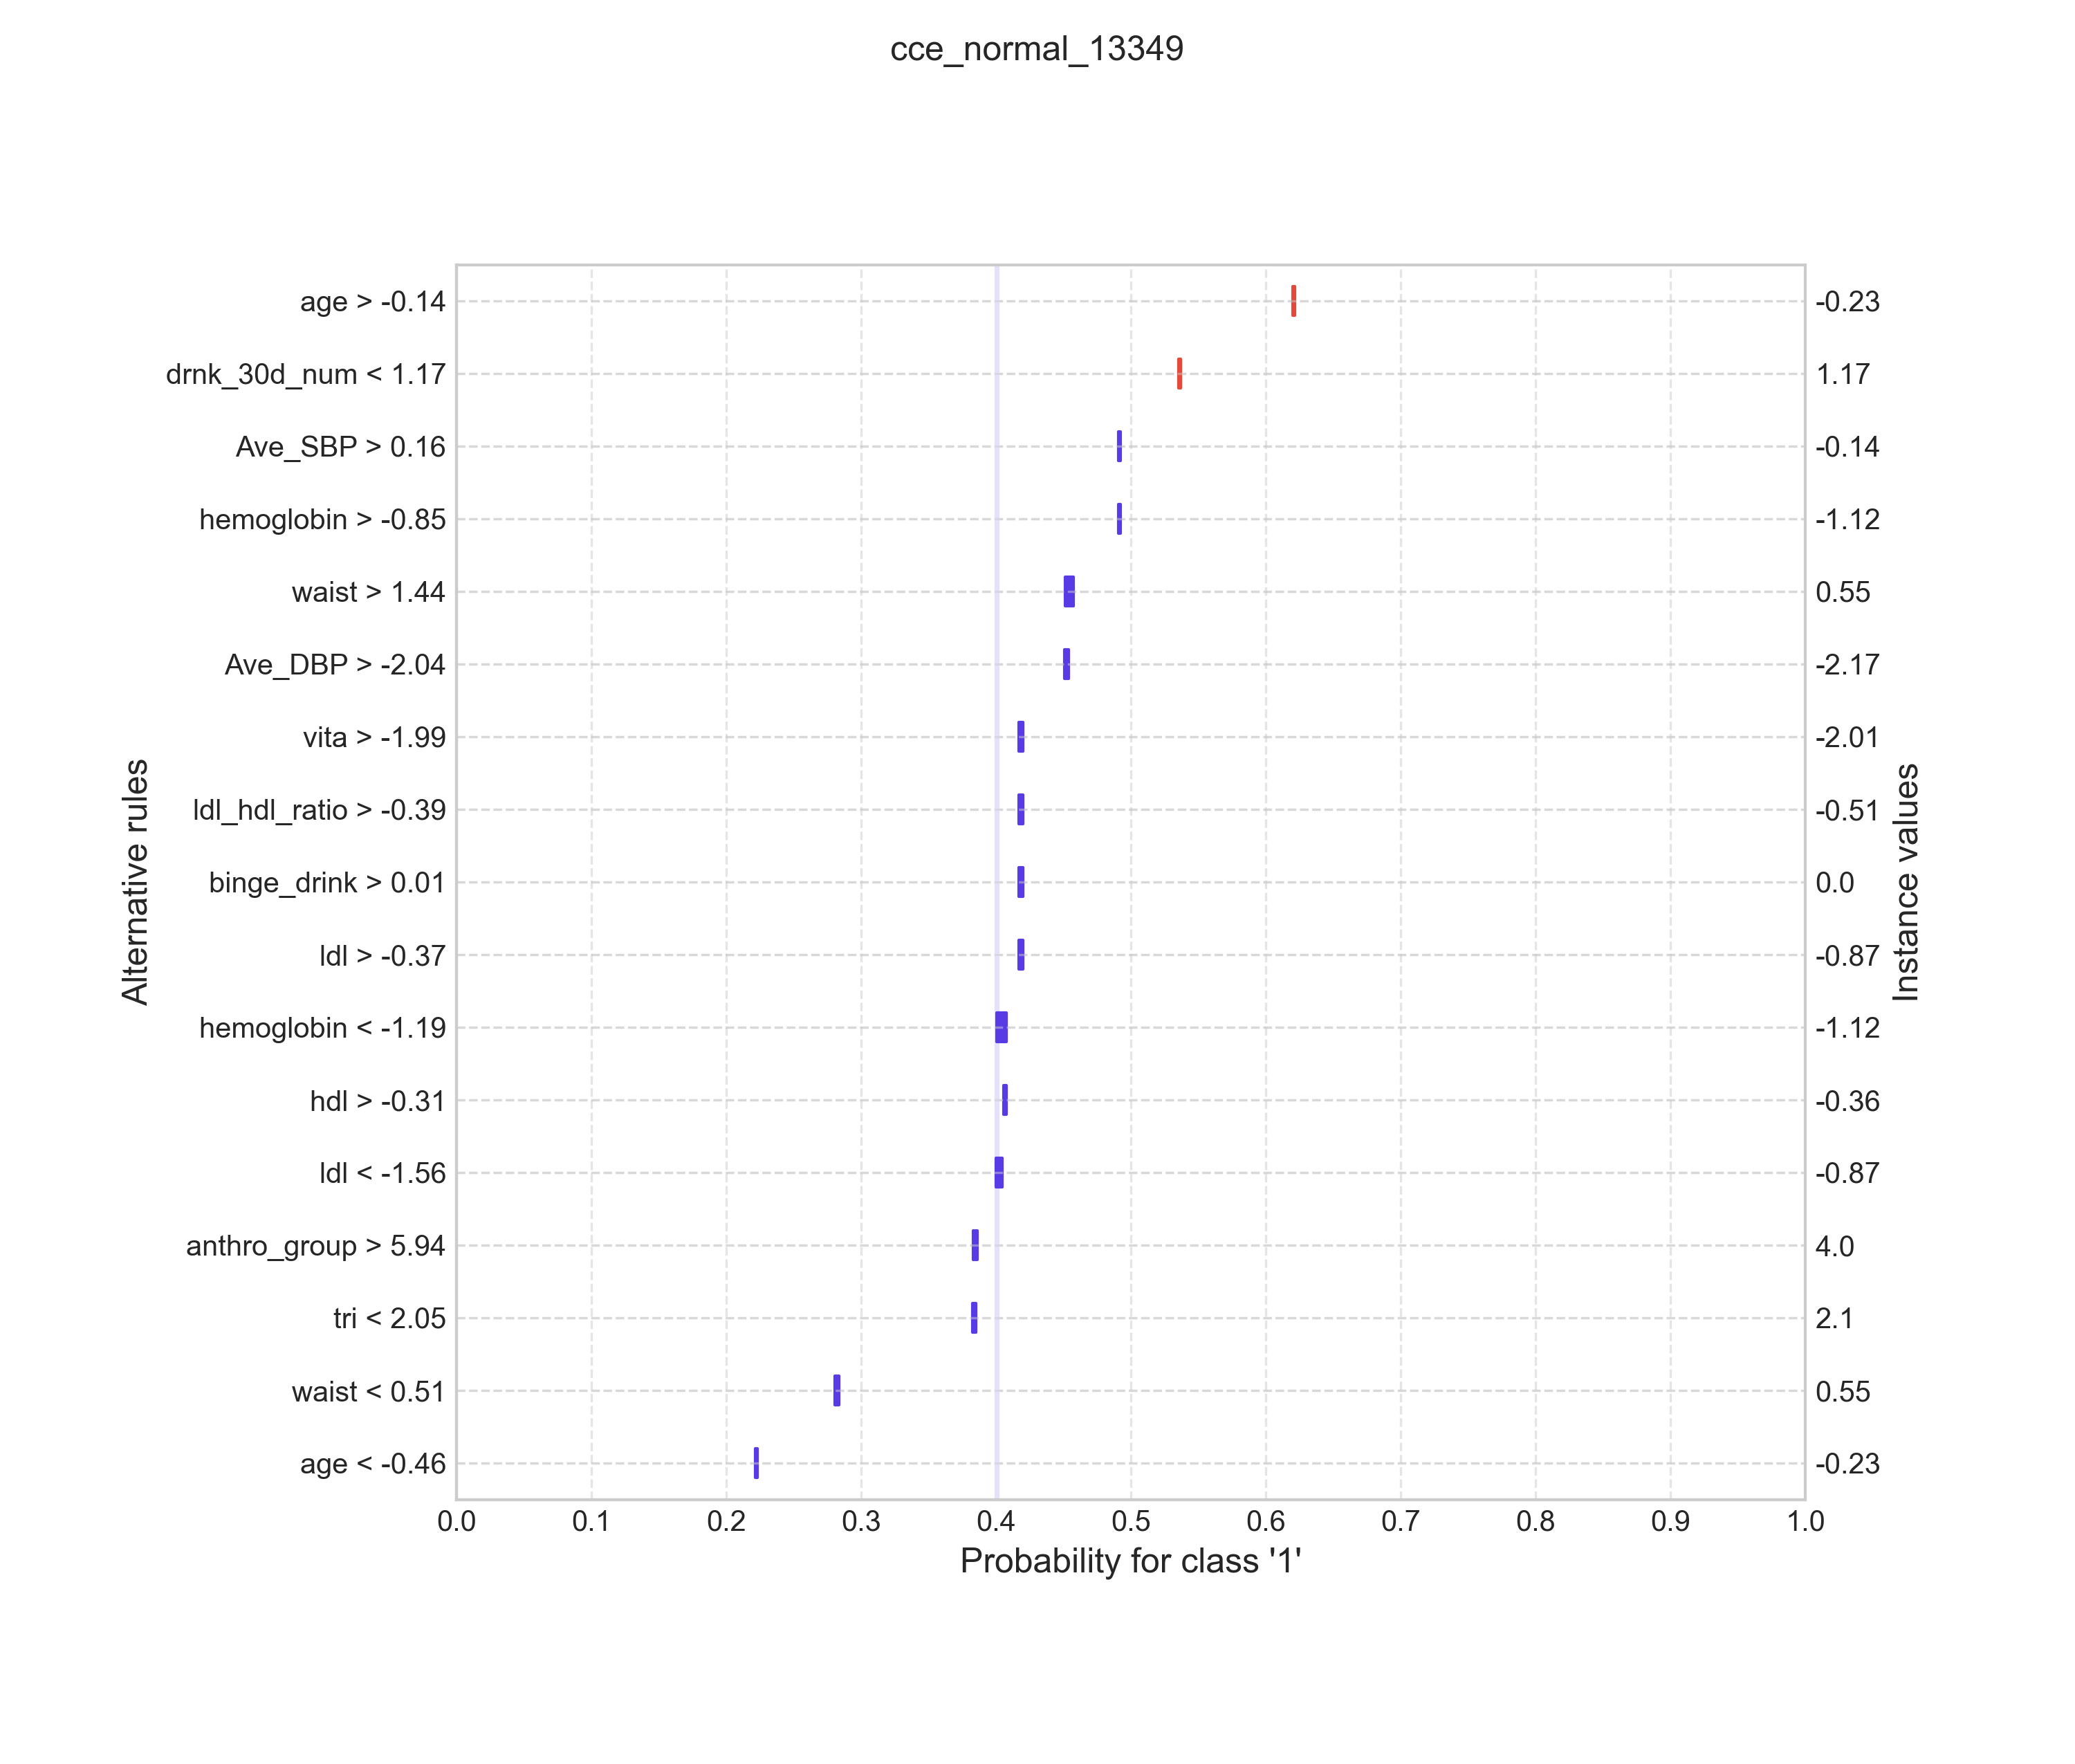 cce_normal_13349
age > -0.14 -0.23
drnk_30d_num < 1.17 1.17
Ave_SBP > 0.16 -0.14
hemoglobin > -0.85 -1.12
waist > 1.44 0.55
Ave_DBP > -2.04 -2.17
vita > -1.99 -2.01
ldl_hdl_ratio > -0.39 -0.51
binge_drink > 0.01 0.0
ldl > -0.37 -0.87
hemoglobin < -1.19 -1.12
hdl > -0.31 -0.36
ldl < -1.56 -0.87
anthro_group > 5.94 4.0
tri < 2.05 2.1
waist < 0.51 0.55
age < -0.46 -0.23
Alternative rules
Instance values
0.0 0.1 0.2 0.3 0.4 0.5 0.6 0.7 0.8 0.9 1.0
Probability for class '1'